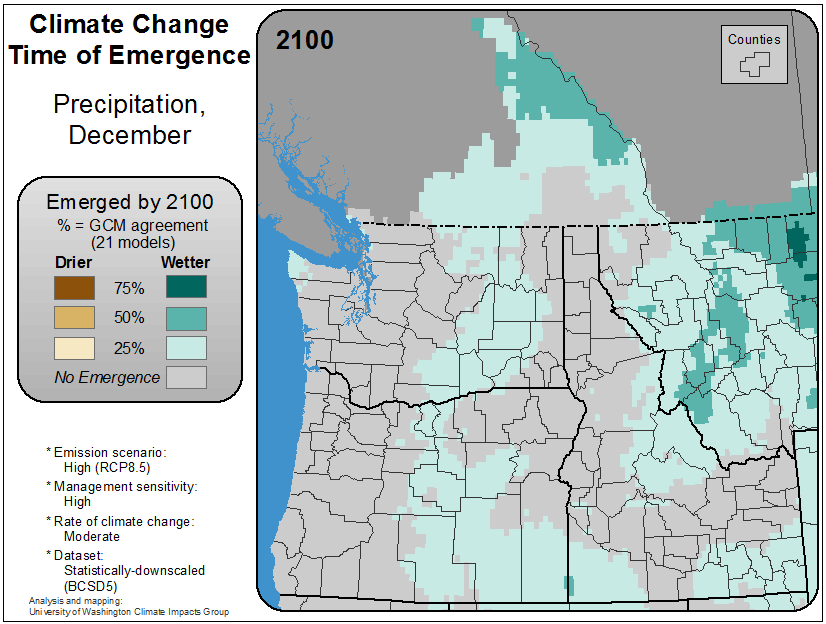 Climate Change
Time of Emergence
Precipitation,
December
Emerged by 2100
% = GCM agreement
(21 models)
Drier Wetter
75%
50%
25%
No Emergence
* Emission scenario:
High (RCP8.5)
* Management sensitivity:
High
* Rate of climate change:
Moderate
* Dataset:
Statistically-downscaled
(BCSD5)
Analysis and mapping:
University of Washington Climate Impacts Group
2100
Counties